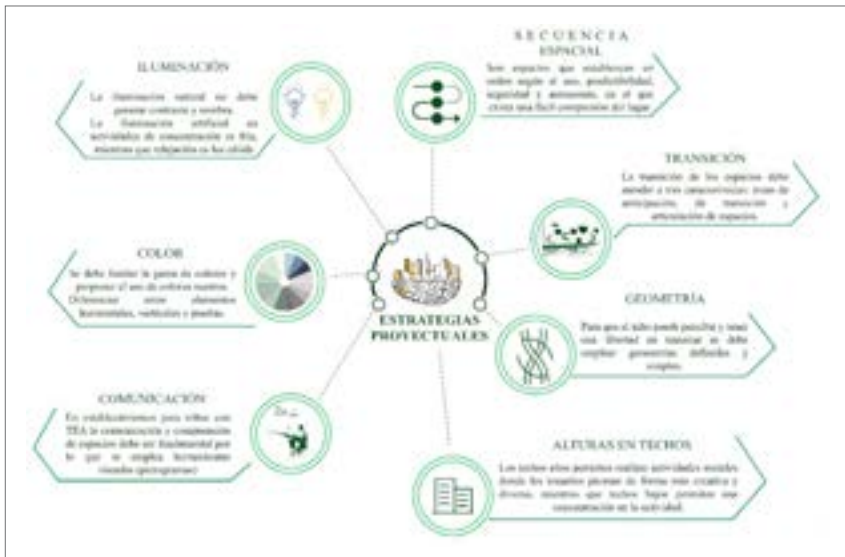 ILUMINACIÓN
La iluminación natural no debe
generar contraste y sombra.
La iluminación artificial en
actividades de concentración es fría,
mientras que relajación es luz cálida
SECUENCIA
ESPACIAL
Son espacios que establecen un
orden según el uso, predictibilidad,
seguridad y autonomía, en el que
exista una fácil comprensión del lugar
TRANSICIÓN
La transición de los espacios debe
atender a tres características: zonas de
anticipación, de transición y
articulación de espacios.
COLOR
Se debe limitar la gama de colores y
proponer el uso de colores neutros.
Diferenciar entre elementos
horizontales, verticales y puertas.
ESTRATEGIAS
PROYECTUALES
GEOMETRÍA
Para que el niño pueda percibir y tener
una libertad en espacial se debe
emplear geometrías definidas y
simples.
COMUNICACIÓN
En establecimientos para niños con
TEA la comunicación y comprensión
de espacios debe ser fundamental por
lo que se emplea herramientas
visuales (pictogramas)
ALTURAS EN TECHOS
Los techos altos permiten realizar actividades sociales
donde los usuarios piensan de forma más creativa y
diversa, mientras que techos bajos permiten una
concentración en la actividad.